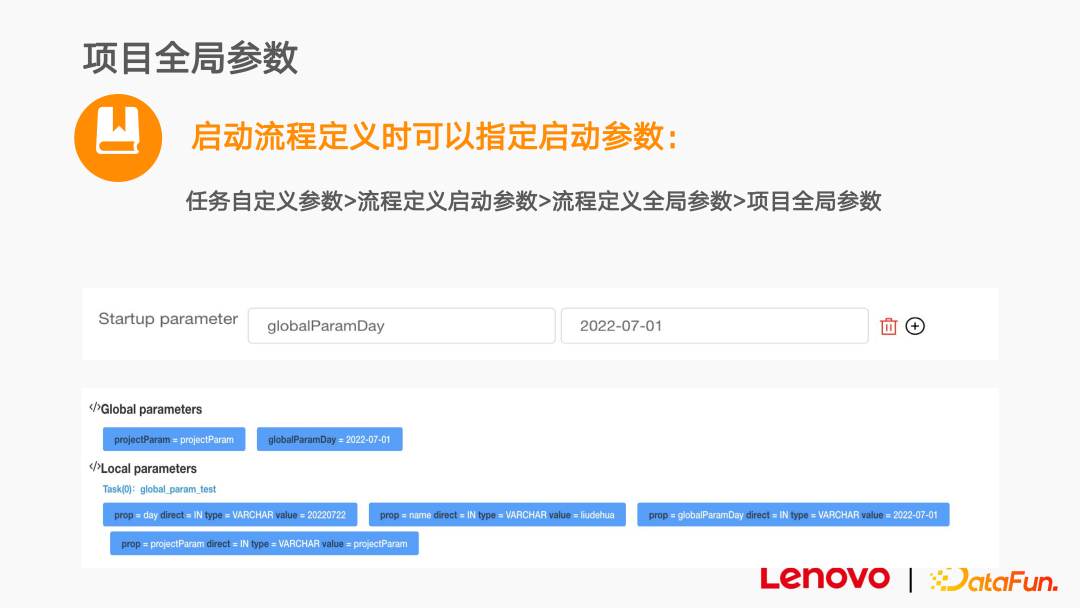 项目全局参数
启动流程定义时可以指定启动参数：
任务自定义参数>流程定义启动参数>流程定义全局参数>项目全局参数
Startup parameter globalParamDay 2022-07-01
</>Global parameters
projectParam = projectParam globalParamDay = 2022-07-01
</>Local parameters
Task(0): global_param_test
prop = day direct = IN type = VARCHAR value = 20220722 prop = name direct = IN type = VARCHAR value = liudehua prop = globalParamDay direct = IN type = VARCHAR value = 2022-07-01
prop = projectParam direct = IN type = VARCHAR value = projectParam
Lenovo | DataFun.